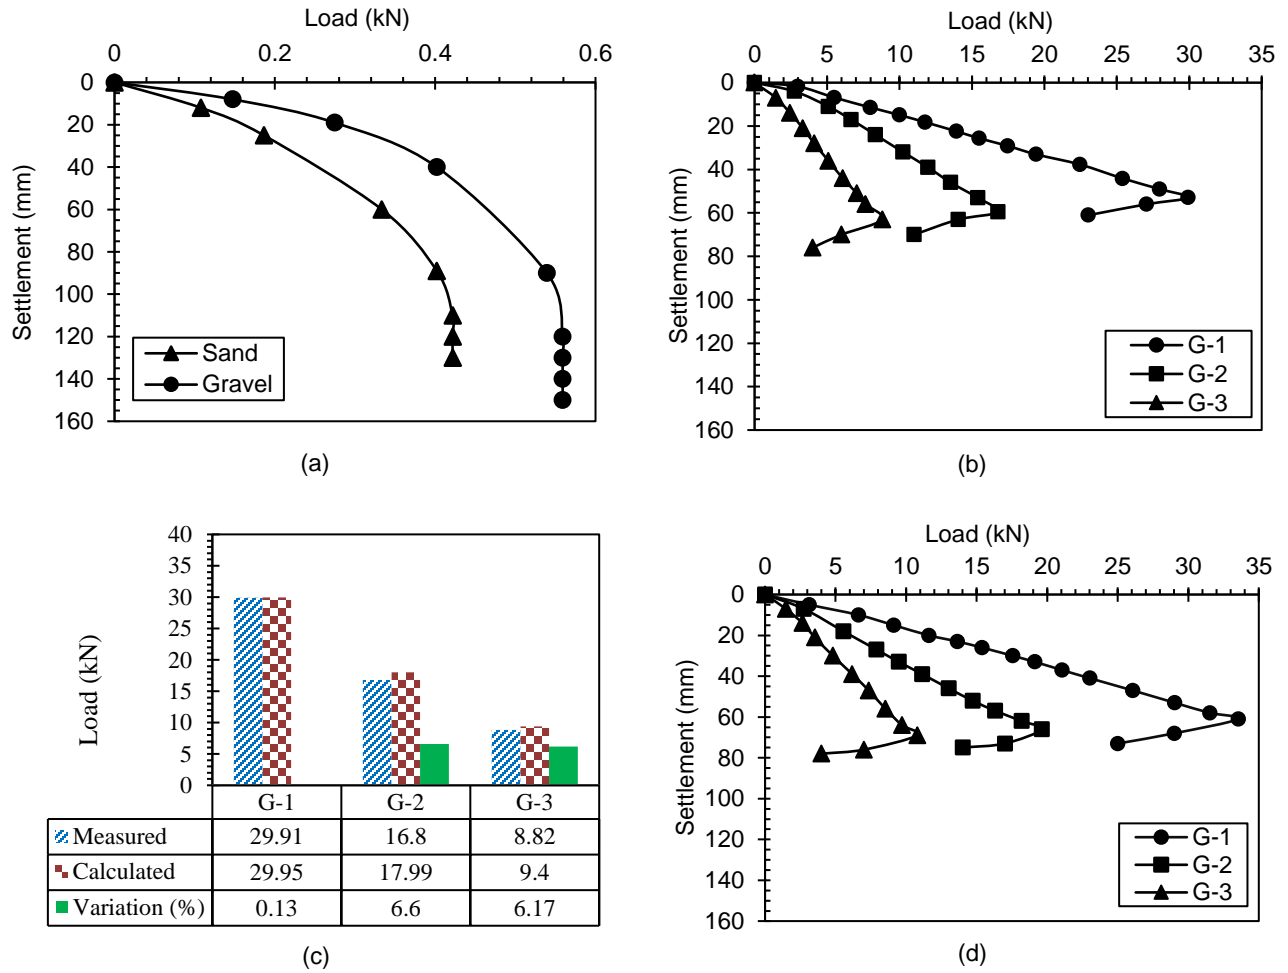 Load (kN)
0 0.2 0.4 0.6
0
20
40
60
80
100
120
140
160
Settlement (mm)
Sand
Gravel
(a)
Load (kN)
0 5 10 15 20 25 30 35
0
20
40
60
80
100
120
140
160
Settlement (mm)
G-1
G-2
G-3
(b)
40
35
30
25
20
15
10
5
0
Load (kN)
G-1 G-2 G-3
Measured 29.91 16.8 8.82
Calculated 29.95 17.99 9.4
Variation (%) 0.13 6.6 6.17
(c)
Load (kN)
0 5 10 15 20 25 30 35
0
20
40
60
80
100
120
140
160
Settlement (mm)
G-1
G-2
G-3
(d)